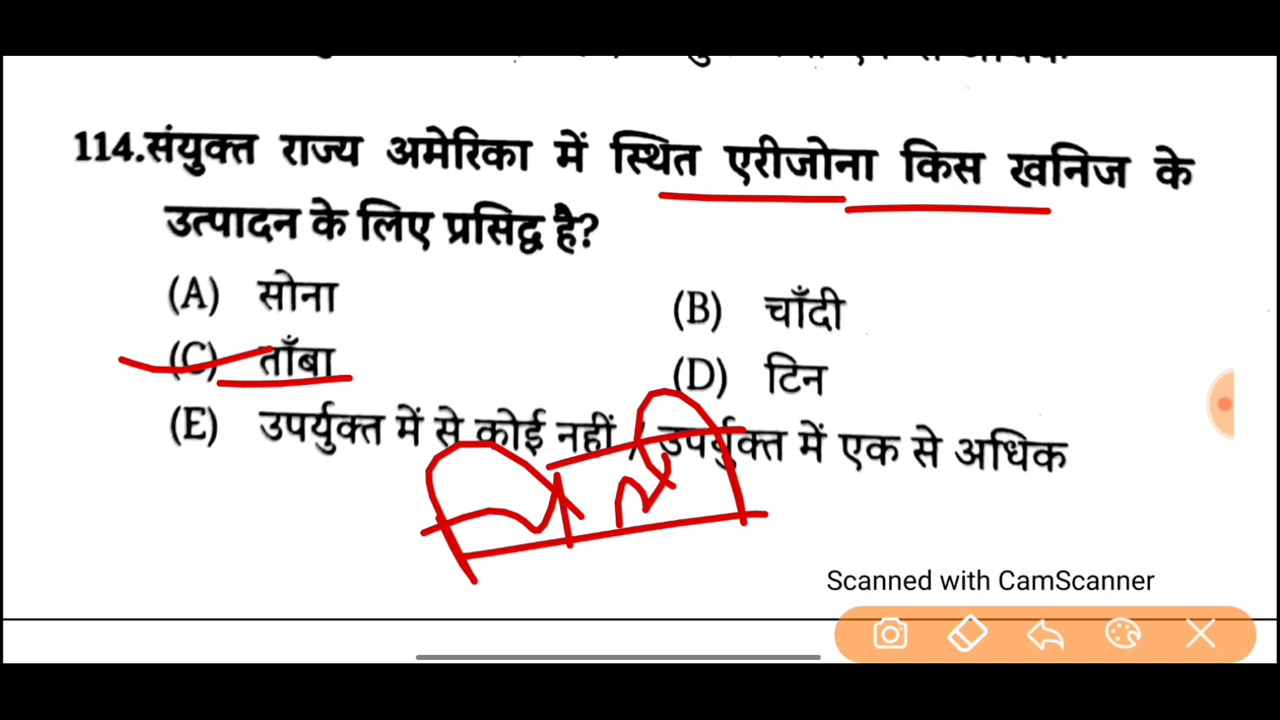 114.संयुक्त राज्य अमेरिका में स्थित एरीजोना किस खनिज के
उत्पादन के लिए प्रसिद्ध है?
(A) सोना (B) चाँदी
(C) ताँबा (D) टिन
(E) उपर्युक्त में से कोई नहीं / उपर्युक्त में एक से अधिक
Scanned with CamScanner